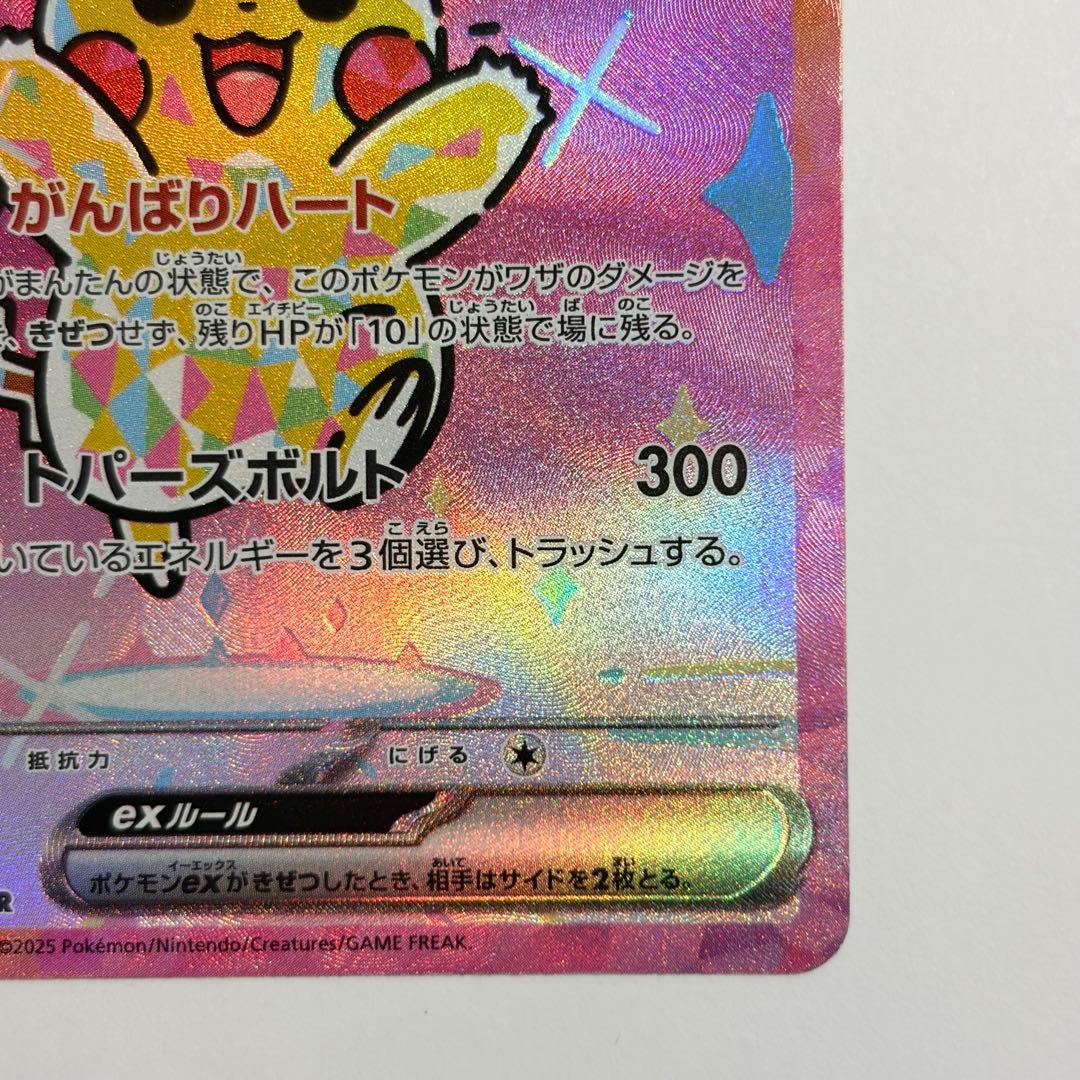 がんばりハート
がまんたんの状態で、このポケモンがワザのダメージを
じょうたい
、きぜつせず、残りHPが「10」の状態で場に残る。
のこ エイチピー じょうたい ば のこ
トパーズボルト 300
いているエネルギーを3個選び、トラッシュする。
こ えら
抵抗力 にげる
exルール
ポケモンexがきぜつしたとき、相手はサイドを2枚とる。
イーエックス あいて まい
R
©2025 Pokémon/Nintendo/Creatures/GAME FREAK.